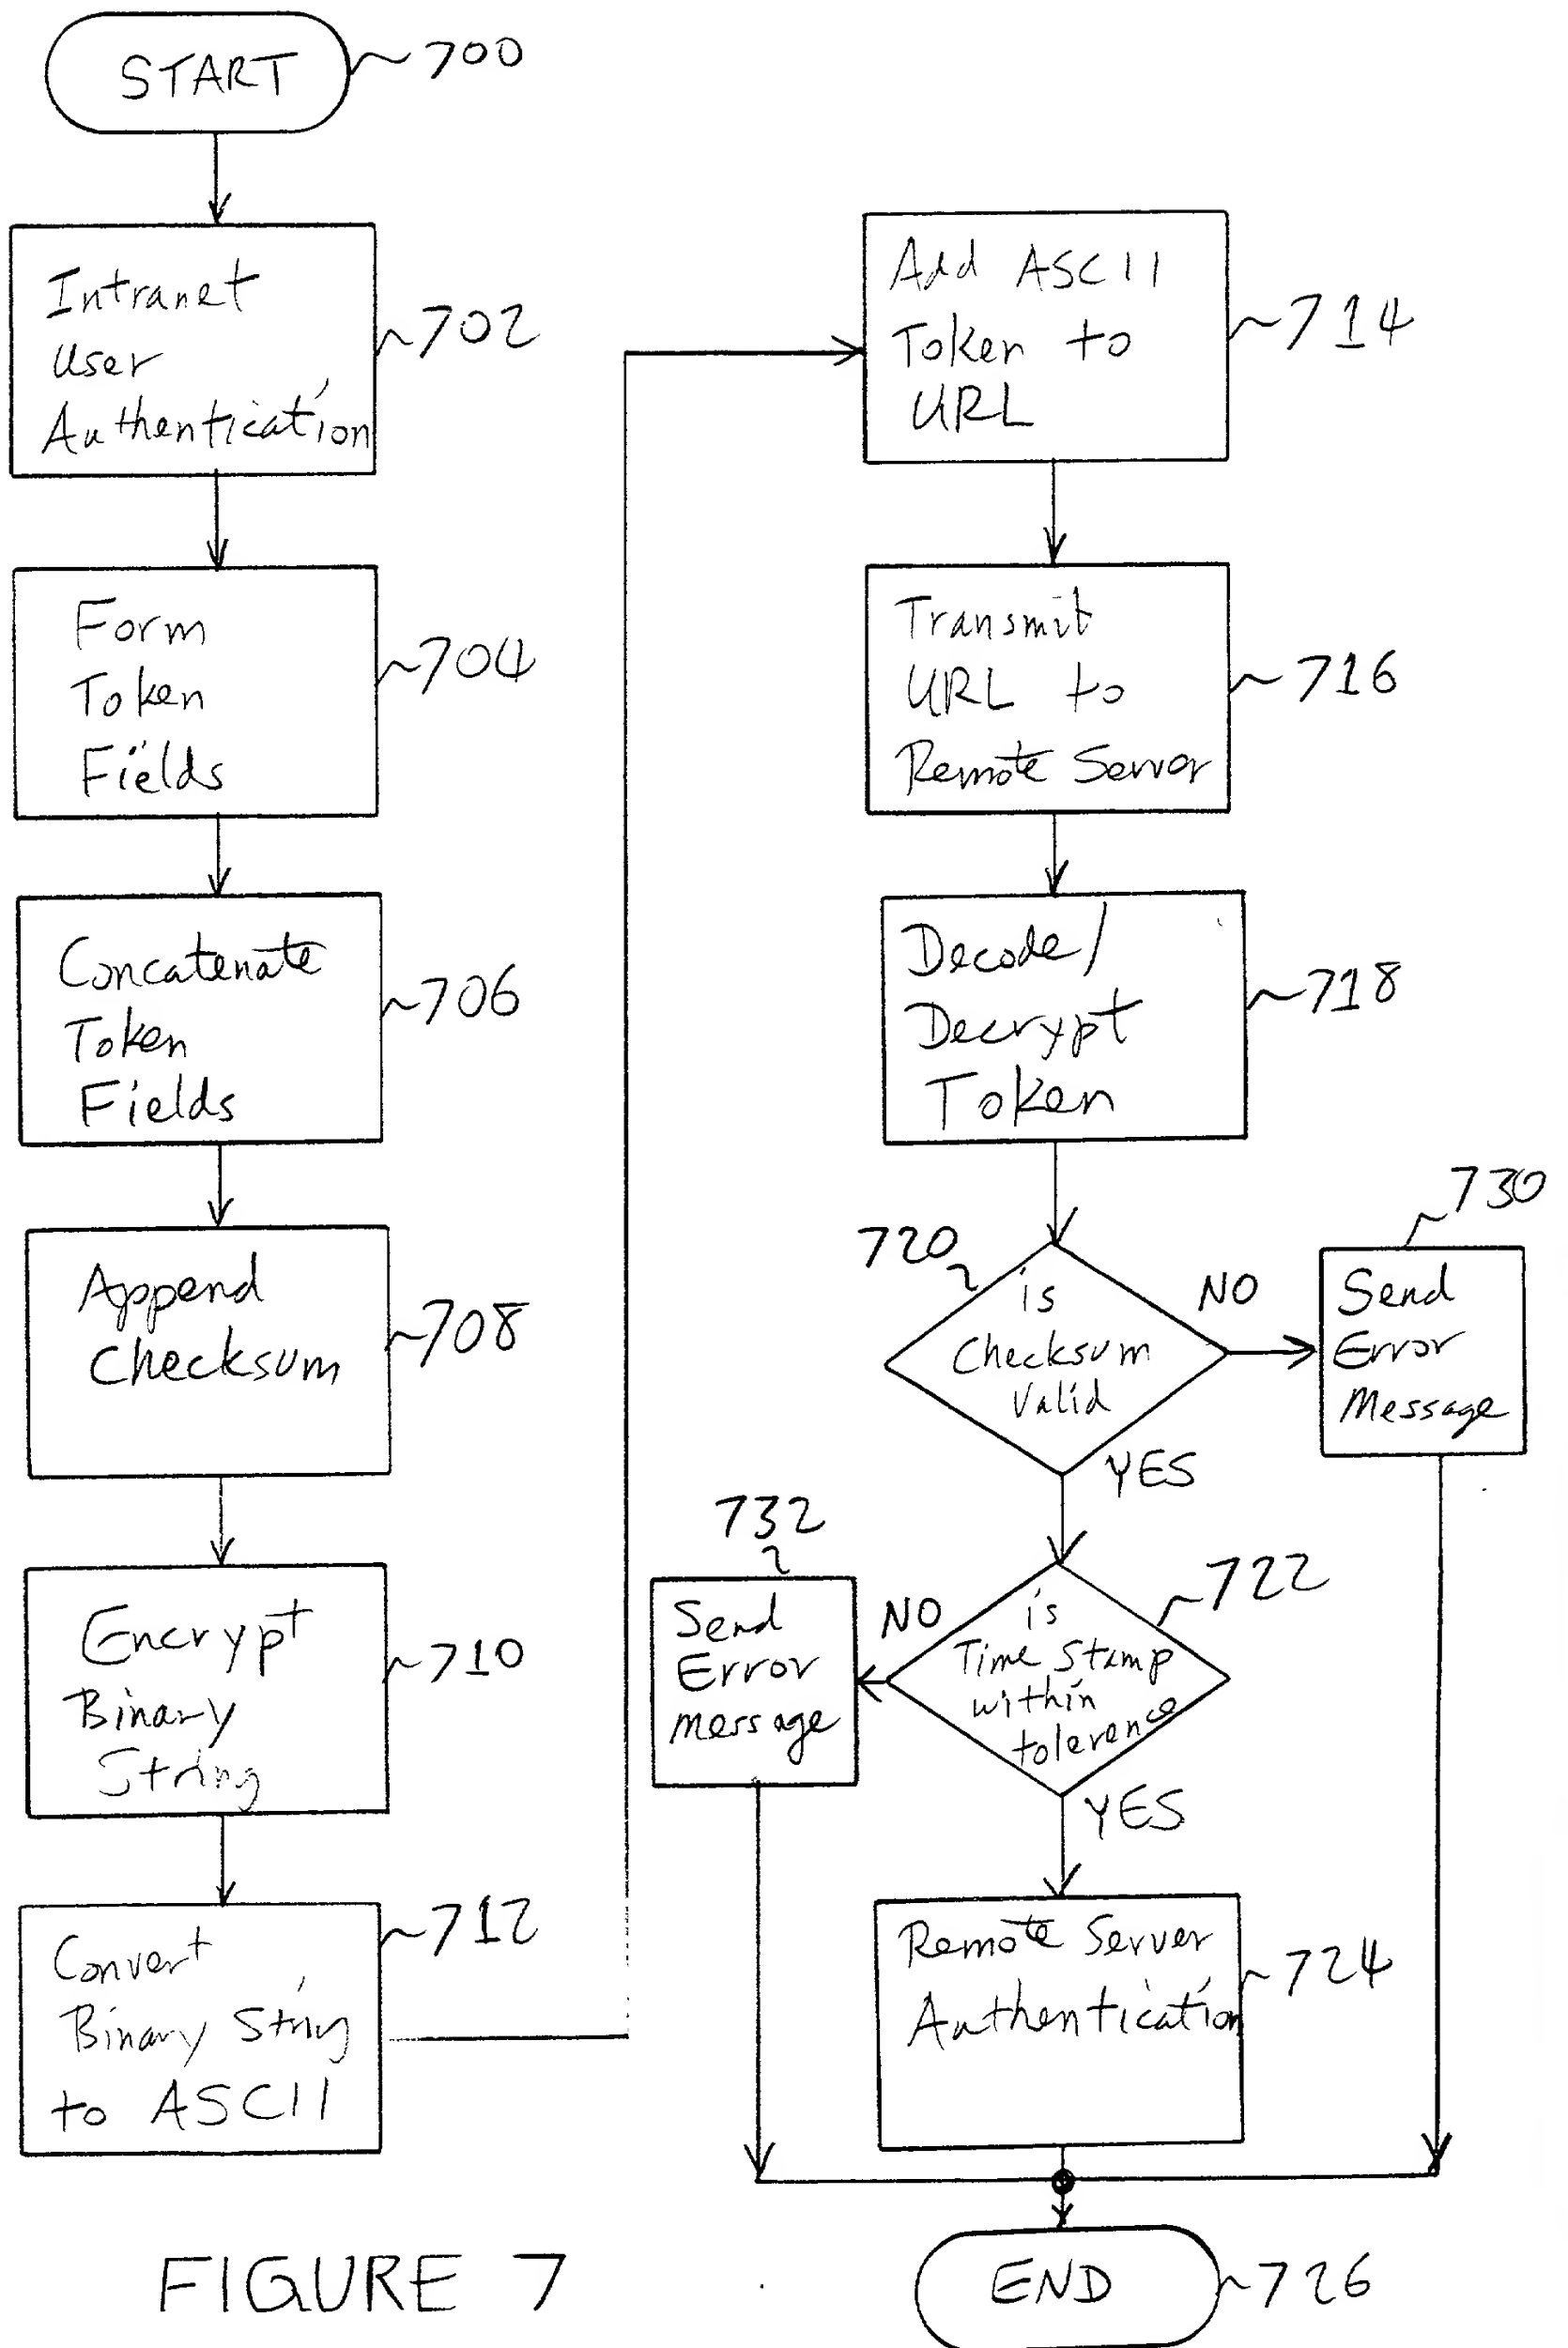 START
700
Intranet
User
Authentication
702
Form
Token
Fields
704
Concatenate
Token
Fields
706
Append
Checksum
708
Encrypt
Binary
String
710
Convert
Binary String
to ASCII
712
Add ASCII
Token to
URL
714
Transmit
URL to
Remote Server
716
Decode/
Decrypt
Token
718
720
is
Checksum
Valid
NO
730
Send
Error
Message
YES
722
is
Time Stamp
within
tolerence
NO
732
Send
Error
message
YES
Remote Server
Authentication
724
END
726
FIGURE 7